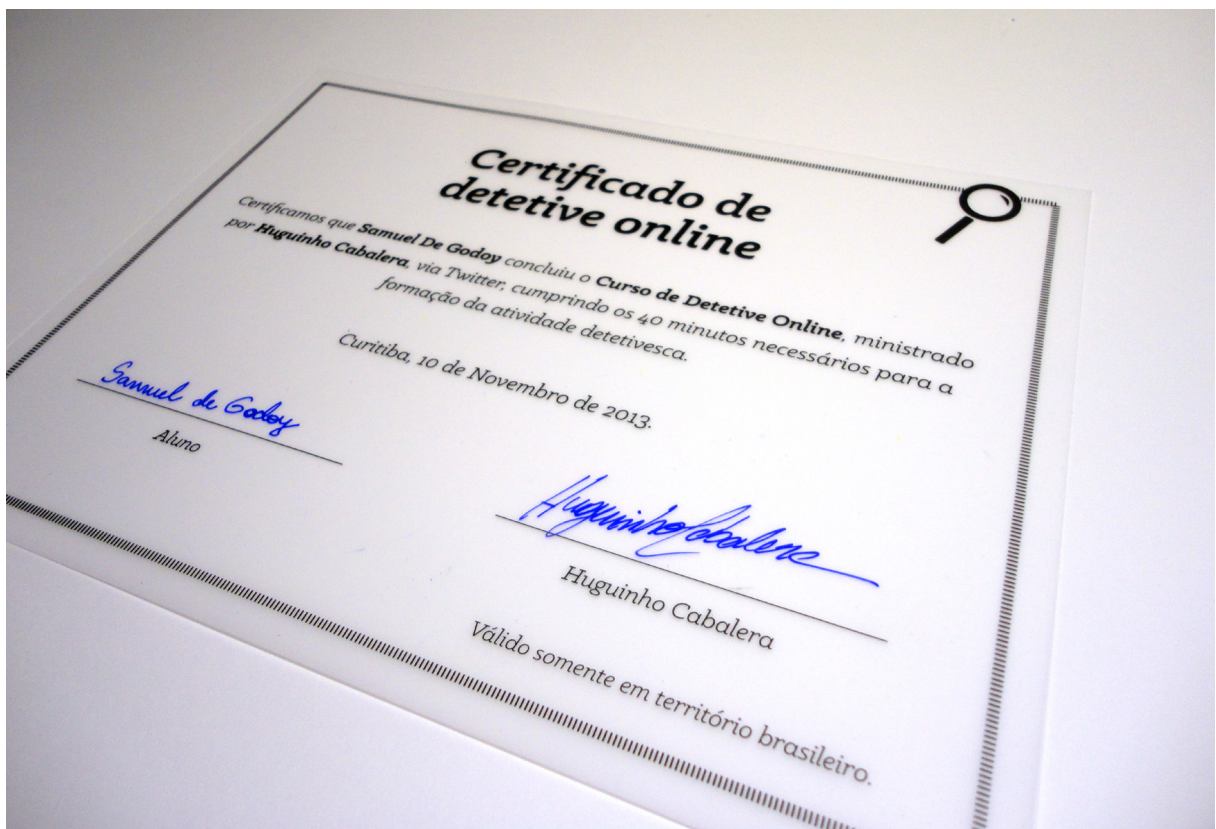 Certificado de
detetive online
Certificamos que Samuel De Godoy concluiu o Curso de Detetive Online, ministrado
por Huguinho Cabalera, via Twitter, cumprindo os 40 minutos necessários para a
formação da atividade detetivesca.
Curitiba, 10 de Novembro de 2013.
Samuel de Godoy
Aluno
Huguinho Cabalera
Huguinho Cabalera
Válido somente em território brasileiro.